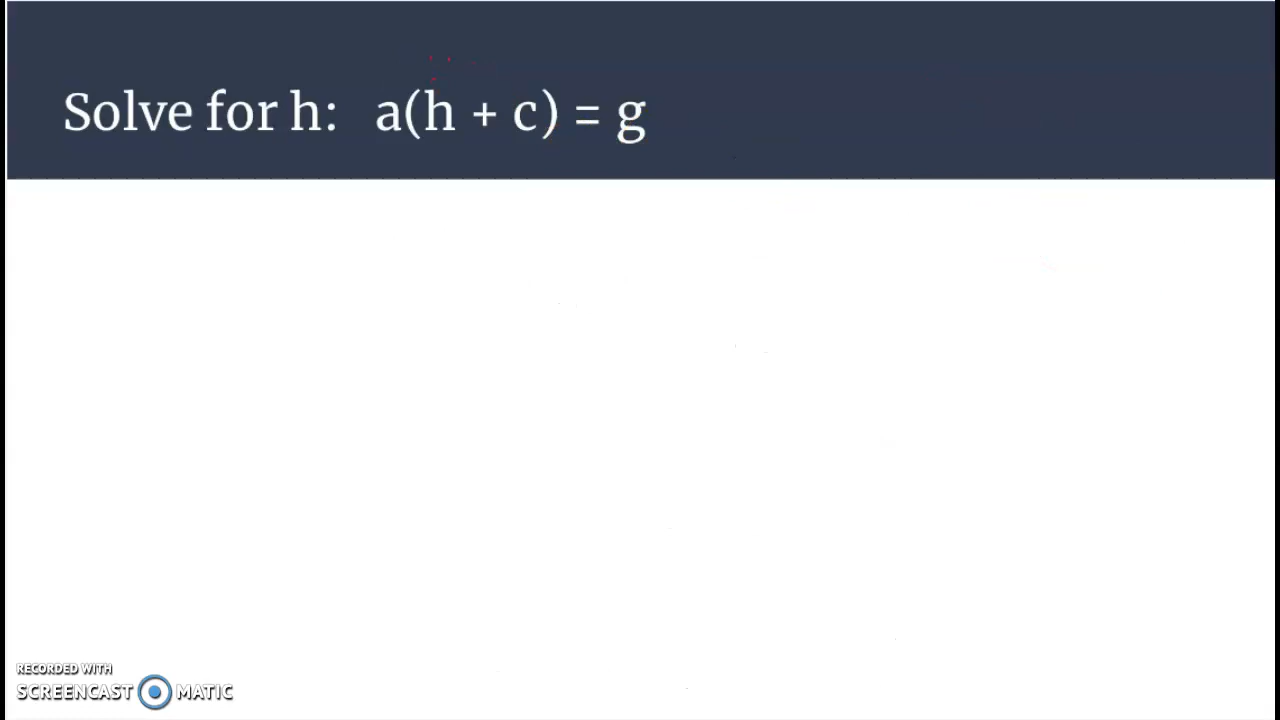 Solve for h: a(h + c) = g
RECORDED WITH
SCREENCAST MATIC